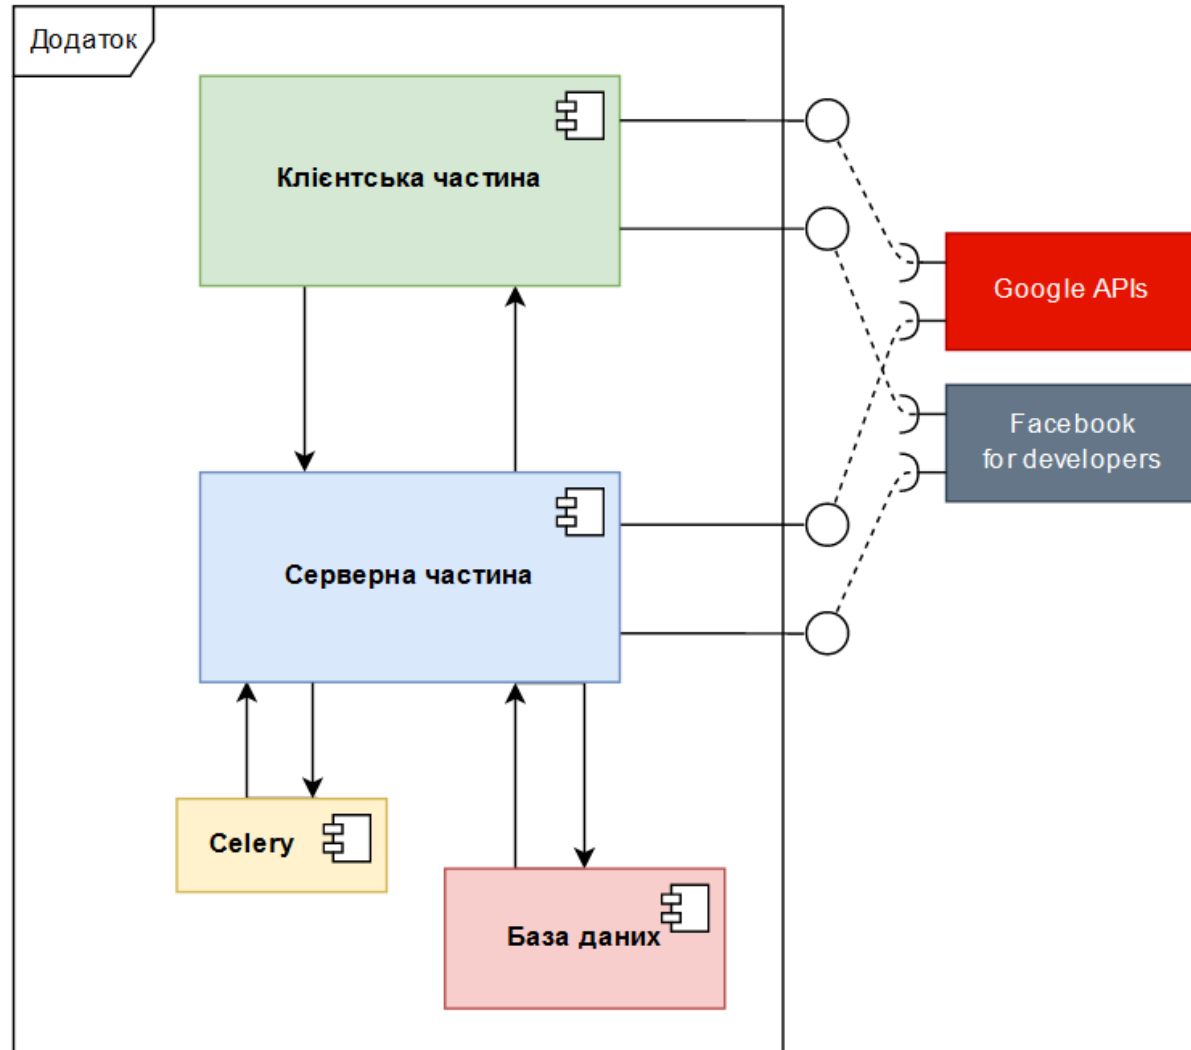 Додаток
Клієнтська частина
Google APIs
Facebook
for developers
Серверна частина
Celery
База даних